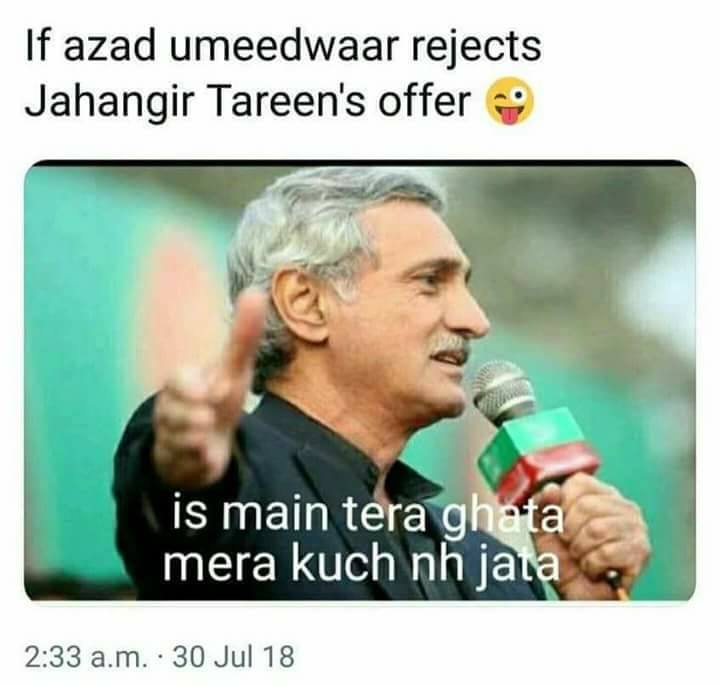 If azad umeedwaar rejects
Jahangir Tareen's offer 😜
is main tera ghata
mera kuch nh jata
2:33 a.m. · 30 Jul 18